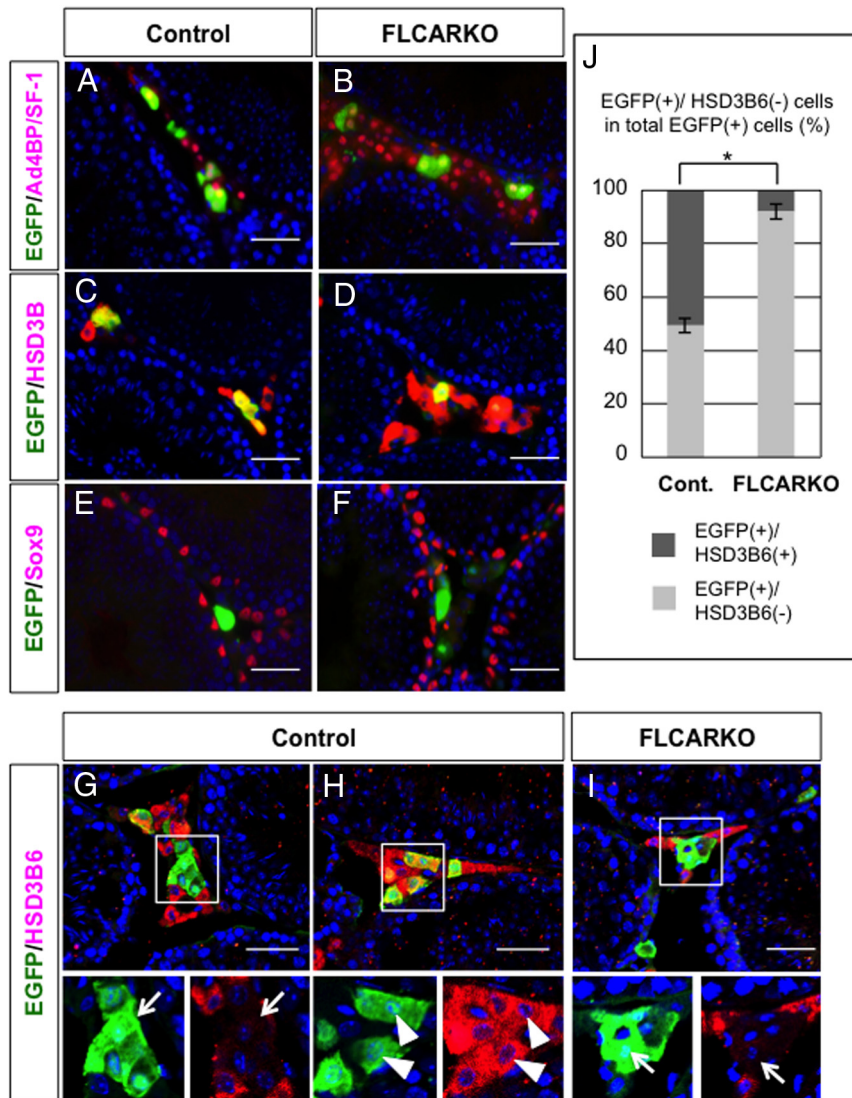 Control
FLCARKO
EGFP/Ad4BP/SF-1
A
B
EGFP/HSD3B
C
D
EGFP/Sox9
E
F
J
EGFP(+)/ HSD3B6(-) cells
in total EGFP(+) cells (%)
*
100
80
60
40
20
0
Cont.
FLCARKO
EGFP(+)/
HSD3B6(+)
EGFP(+)/
HSD3B6(-)
Control
FLCARKO
EGFP/HSD3B6
G
H
I